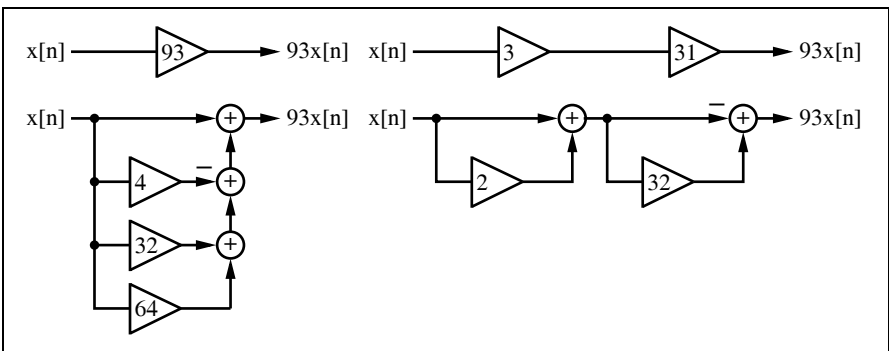 x[n] 93 93x[n] x[n] 3 31 93x[n]
x[n] + 93x[n] x[n] + − + 93x[n]
4 − + 2 32
32 +
64